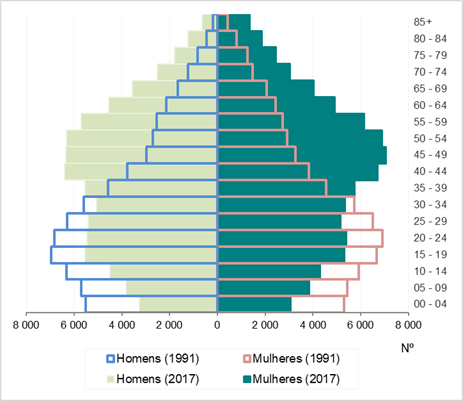 85+
80 - 84
75 - 79
70 - 74
65 - 69
60 - 64
55 - 59
50 - 54
45 - 49
40 - 44
35 - 39
30 - 34
25 - 29
20 - 24
15 - 19
10 - 14
05 - 09
00 - 04
8 000 6 000 4 000 2 000 0 2 000 4 000 6 000 8 000
Nº
Homens (1991) Mulheres (1991)
Homens (2017) Mulheres (2017)